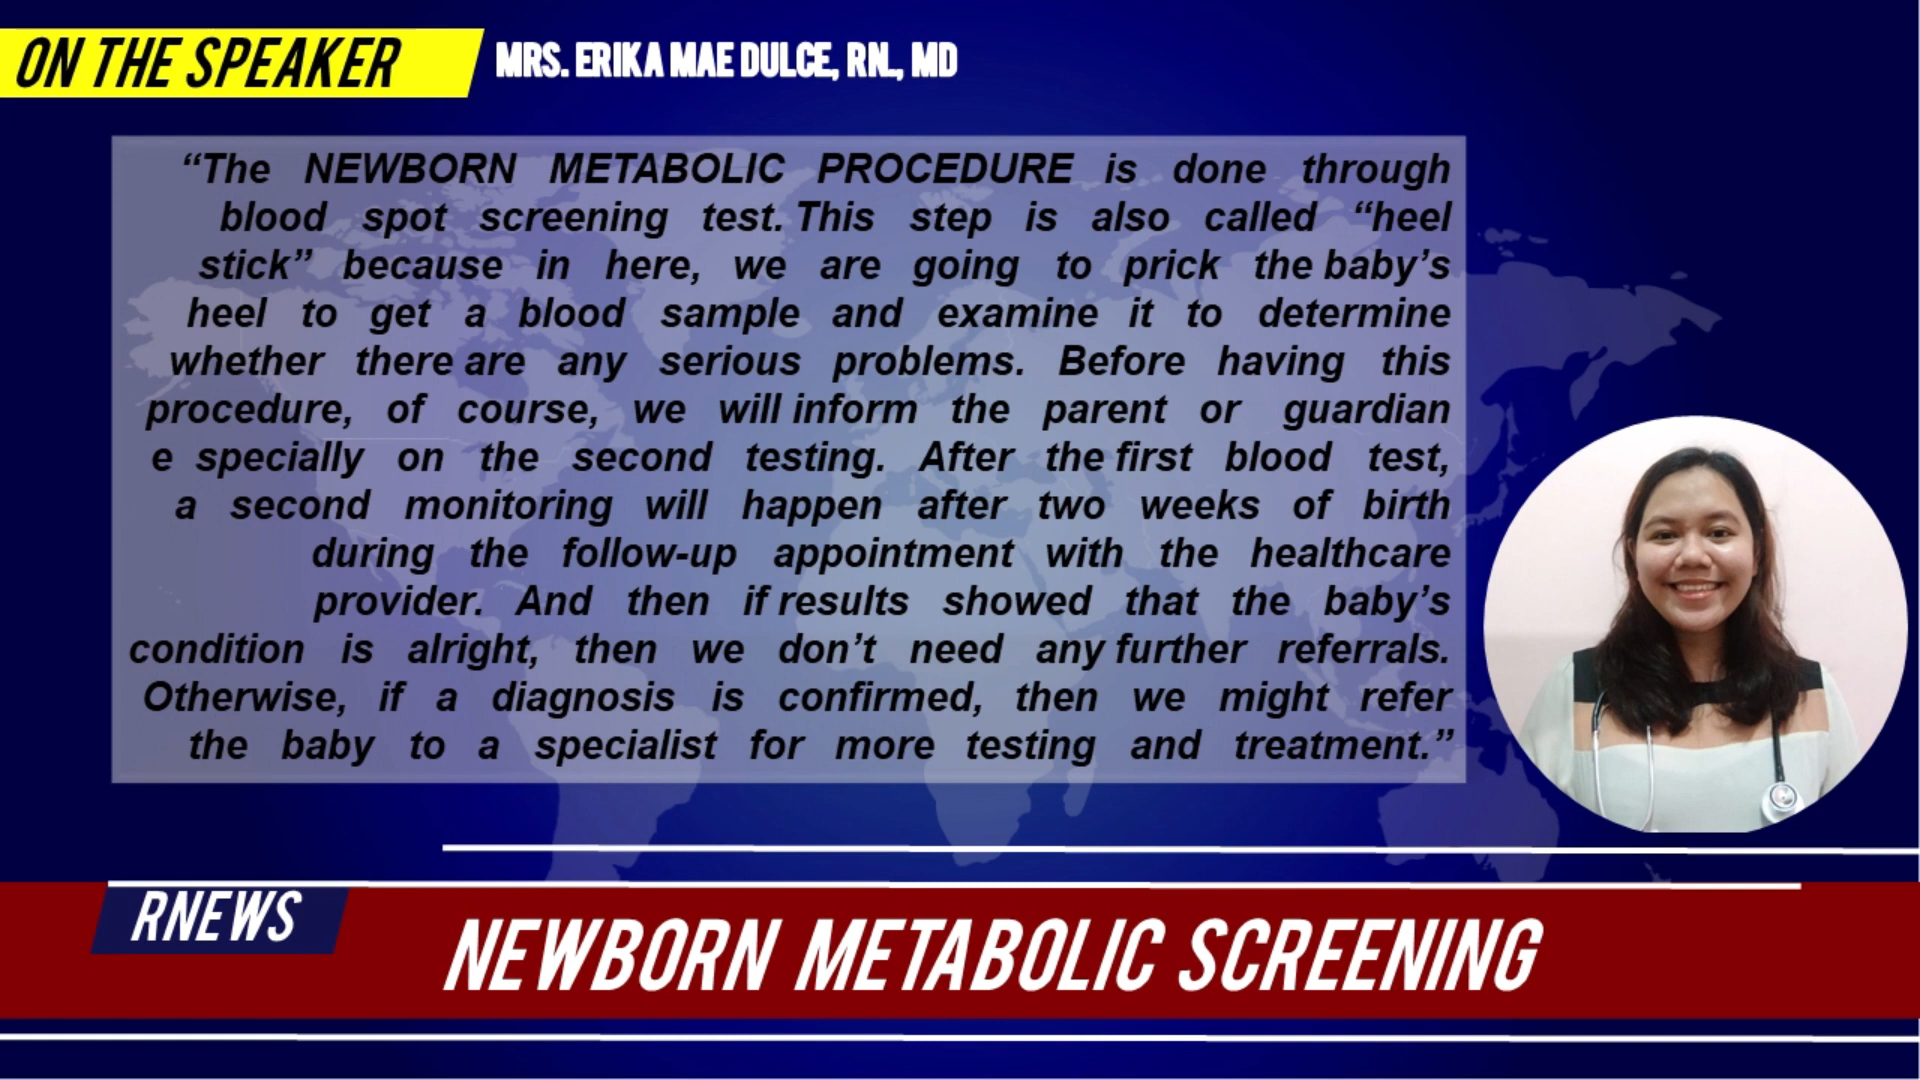 ON THE SPEAKER
MRS. ERIKA MAE DULCE, RN., MD
“The NEWBORN METABOLIC PROCEDURE is done through
blood spot screening test. This step is also called “heel
stick” because in here, we are going to prick the baby’s
heel to get a blood sample and examine it to determine
whether there are any serious problems. Before having this
procedure, of course, we will inform the parent or guardian
e specially on the second testing. After the first blood test,
a second monitoring will happen after two weeks of birth
during the follow-up appointment with the healthcare
provider. And then if results showed that the baby’s
condition is alright, then we don’t need any further referrals.
Otherwise, if a diagnosis is confirmed, then we might refer
the baby to a specialist for more testing and treatment.”
RNEWS
NEWBORN METABOLIC SCREENING